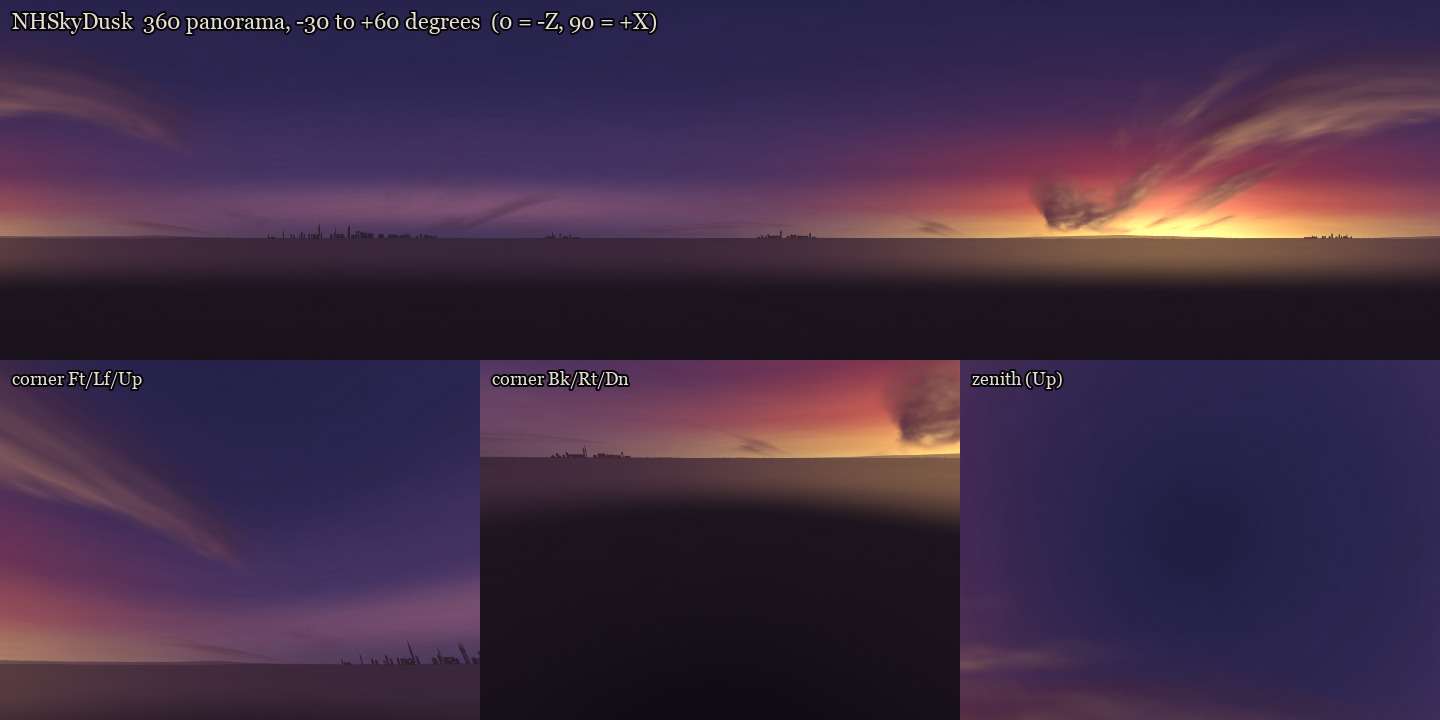 NHSkyDusk  360 panorama, -30 to +60 degrees  (0 = -Z, 90 = +X)
corner Ft/Lf/Up
corner Bk/Rt/Dn
zenith (Up)